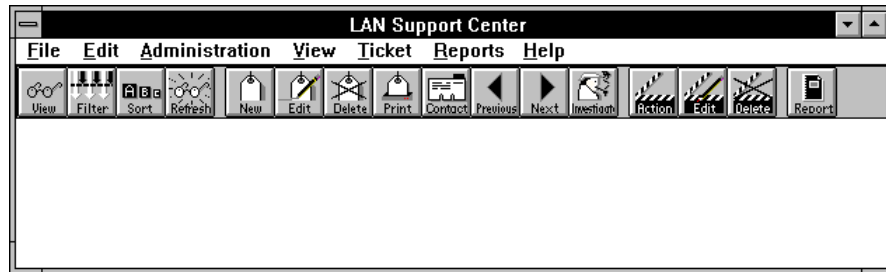 LAN Support Center
File Edit Administration View Ticket Reports Help
View Filter Sort Refresh New Edit Delete Print Contact Previous Next Investigate Action Edit Delete Report